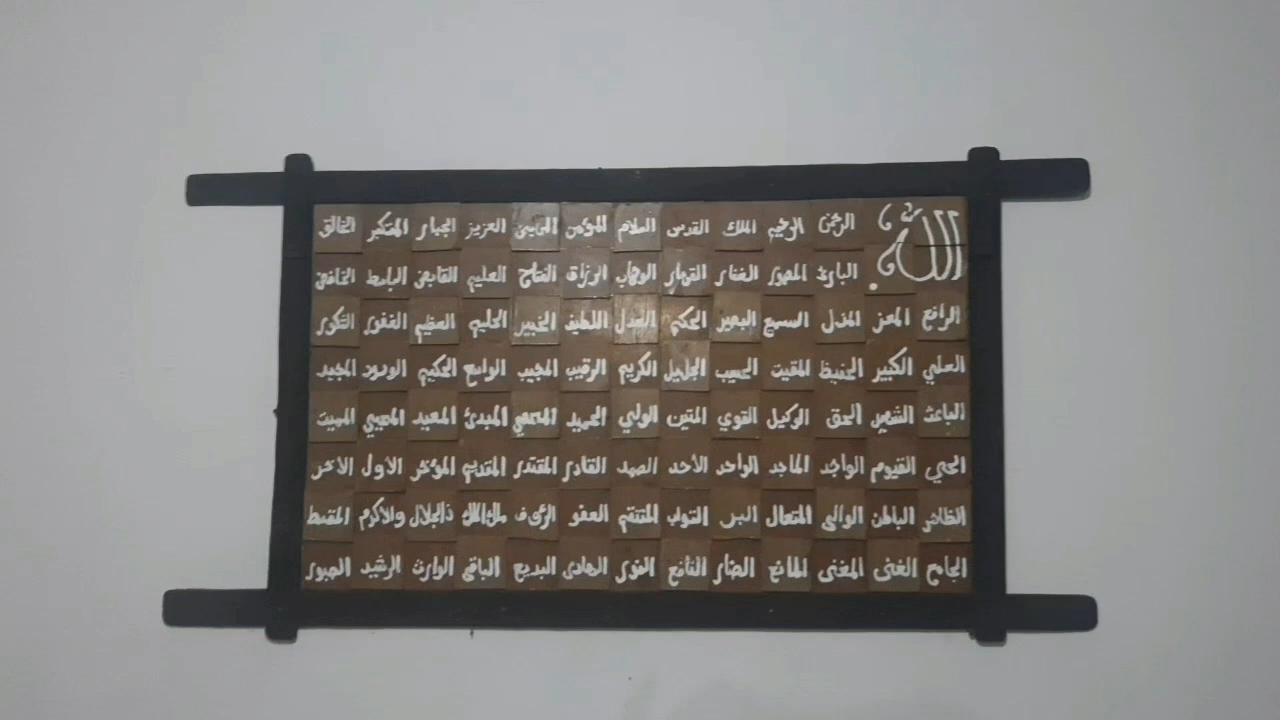 الله الرحمن الرحيم الملك القدس السلام المؤمن المهيمن العزيز الجبار المتكبر الخالق
البارئ المصور الغفار القهار الوهاب الرزاق الفتاح العليم القابض الباسط الخافض
الرافع المعز المذل السميع البصير الحكم العدل اللطيف الخبير الحليم العظيم الغفور الشكور
العلي الكبير الحفيظ المقيت الحسيب الجليل الكريم الرقيب المجيب الواسع الحكيم الودود المجيد
الباعث الشهيد الحق الوكيل القوي المتين الولي الحميد المحصي المبدئ المعيد المحيي المميت
الحي القيوم الواجد الماجد الواحد الأحد الصمد القادر المقتدر المقديم المؤخر الأول الآخر
الظاهر الباطن الوالى المتعال البر التواب المنتقم العفو الرؤف مالك الملك ذالجلال والأكرم المقسط
الجامع الغنى المغنى المانع الضار النافع النور الهادى البديع الباقى الوارث الرشيد الصبور